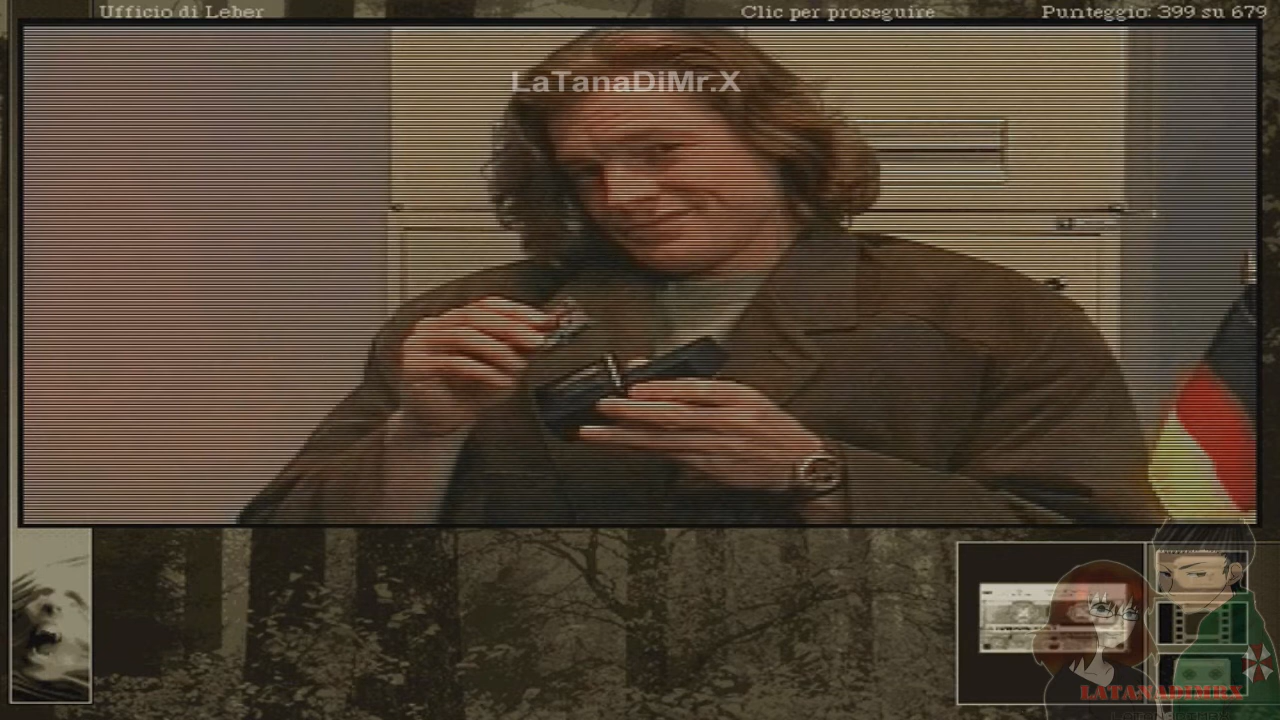 Ufficio di Leber
Clic per proseguire
Punteggio: 399 su 679
LaTanaDiMr.X
LATANADIMRX